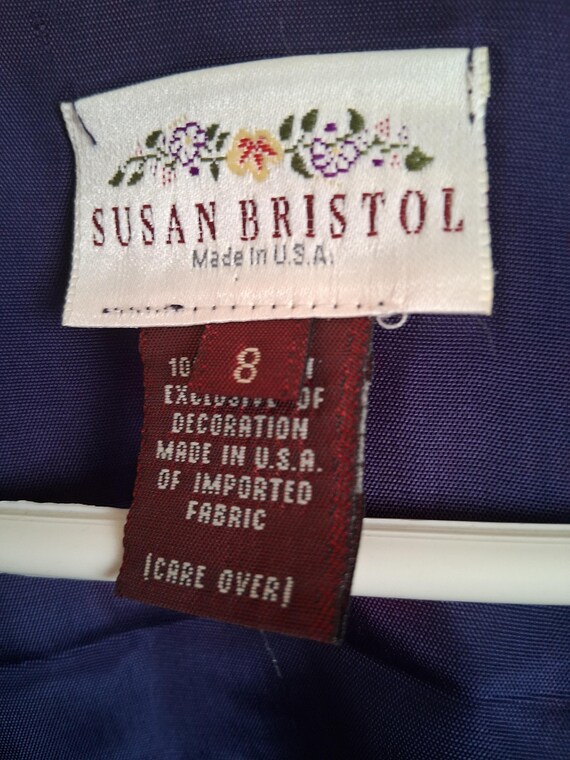 SUSAN BRISTOL
Made in U.S.A.
8
EXCLUSIVE OF
DECORATION
MADE IN U.S.A.
OF IMPORTED
FABRIC
(CARE OVER)